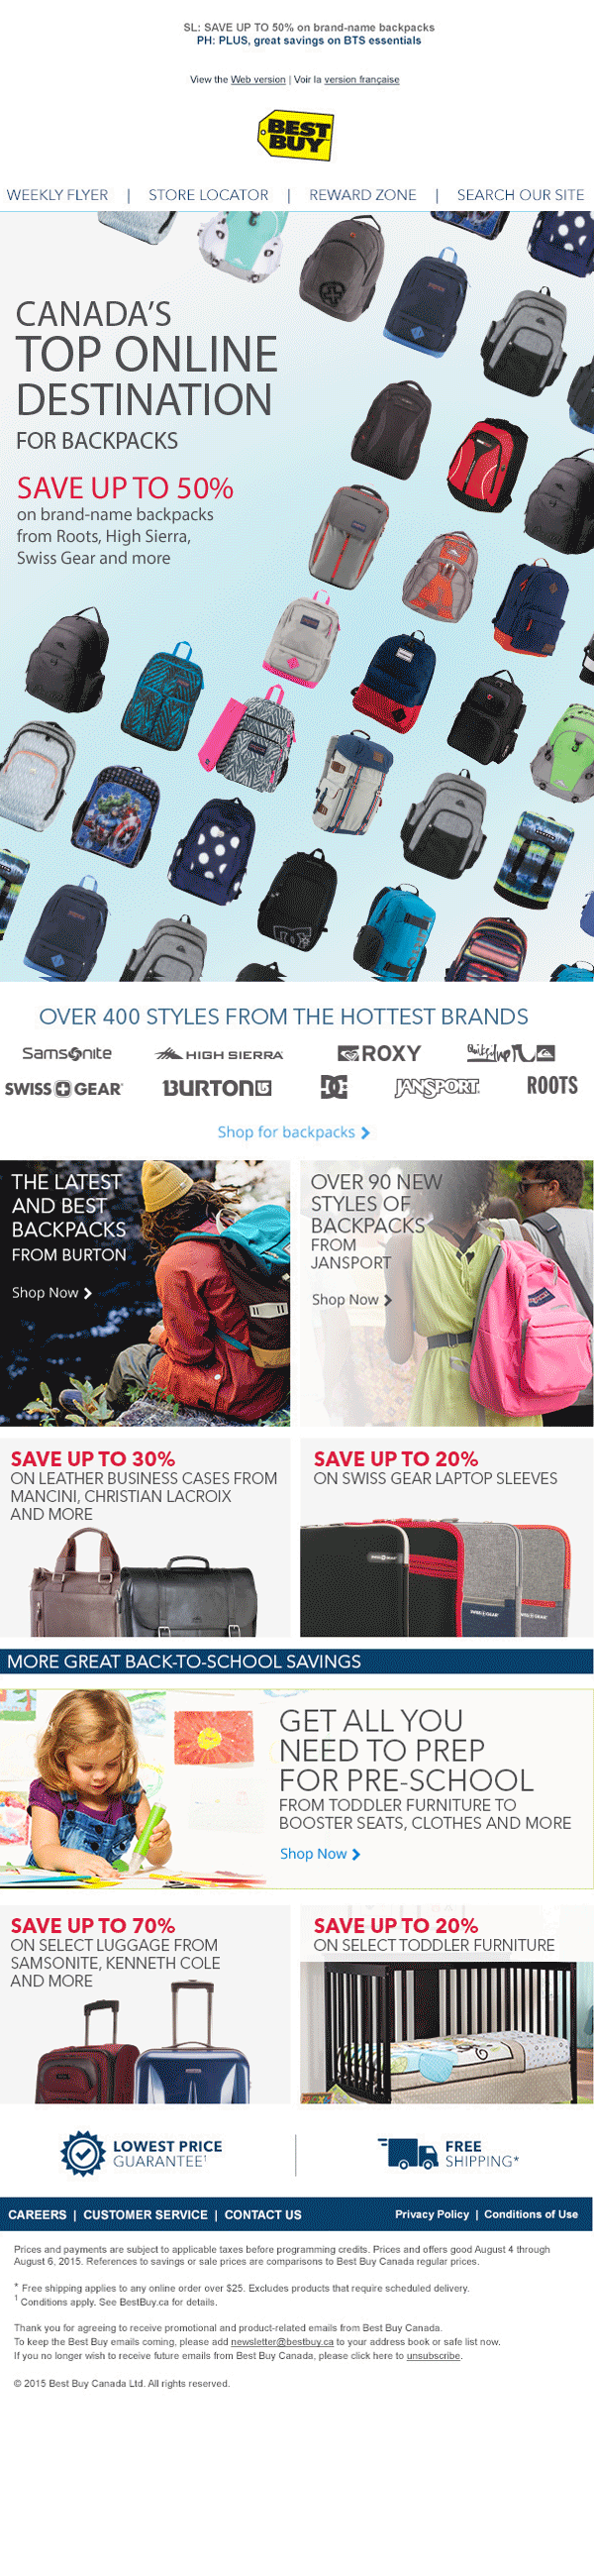 SL: SAVE UP TO 50% on brand-name backpacks
PH: PLUS, great savings on BTS essentials
View the Web version | Voir la version française
BEST
BUY
WEEKLY FLYER | STORE LOCATOR | REWARD ZONE | SEARCH OUR SITE
CANADA'S
TOP ONLINE
DESTINATION
FOR BACKPACKS
SAVE UP TO 50%
on brand-name backpacks
from Roots, High Sierra,
Swiss Gear and more
OVER 400 STYLES FROM THE HOTTEST BRANDS
Samsonite HIGH SIERRA ROXY Quiksilver
SWISS GEAR BURTON DC JANSPORT ROOTS
Shop for backpacks
THE LATEST
AND BEST
BACKPACKS
FROM BURTON
Shop Now
OVER 90 NEW
STYLES OF
BACKPACKS
FROM
JANSPORT
Shop Now
SAVE UP TO 30%
ON LEATHER BUSINESS CASES FROM
MANCINI, CHRISTIAN LACROIX
AND MORE
SAVE UP TO 20%
ON SWISS GEAR LAPTOP SLEEVES
MORE GREAT BACK-TO-SCHOOL SAVINGS
GET ALL YOU
NEED TO PREP
FOR PRE-SCHOOL
FROM TODDLER FURNITURE TO
BOOSTER SEATS, CLOTHES AND MORE
Shop Now
SAVE UP TO 70%
ON SELECT LUGGAGE FROM
SAMSONITE, KENNETH COLE
AND MORE
SAVE UP TO 20%
ON SELECT TODDLER FURNITURE
LOWEST PRICE
GUARANTEE1
FREE
SHIPPING*
CAREERS | CUSTOMER SERVICE | CONTACT US Privacy Policy | Conditions of Use
Prices and payments are subject to applicable taxes before programming credits. Prices and offers good August 4 through
August 6, 2015. References to savings or sale prices are comparisons to Best Buy Canada regular prices.
* Free shipping applies to any online order over $25. Excludes products that require scheduled delivery.
1 Conditions apply. See BestBuy.ca for details.
Thank you for agreeing to receive promotional and product-related emails from Best Buy Canada.
To keep the Best Buy emails coming, please add newsletter@bestbuy.ca to your address book or safe list now.
If you no longer wish to receive future emails from Best Buy Canada, please click here to unsubscribe.
© 2015 Best Buy Canada Ltd. All rights reserved.